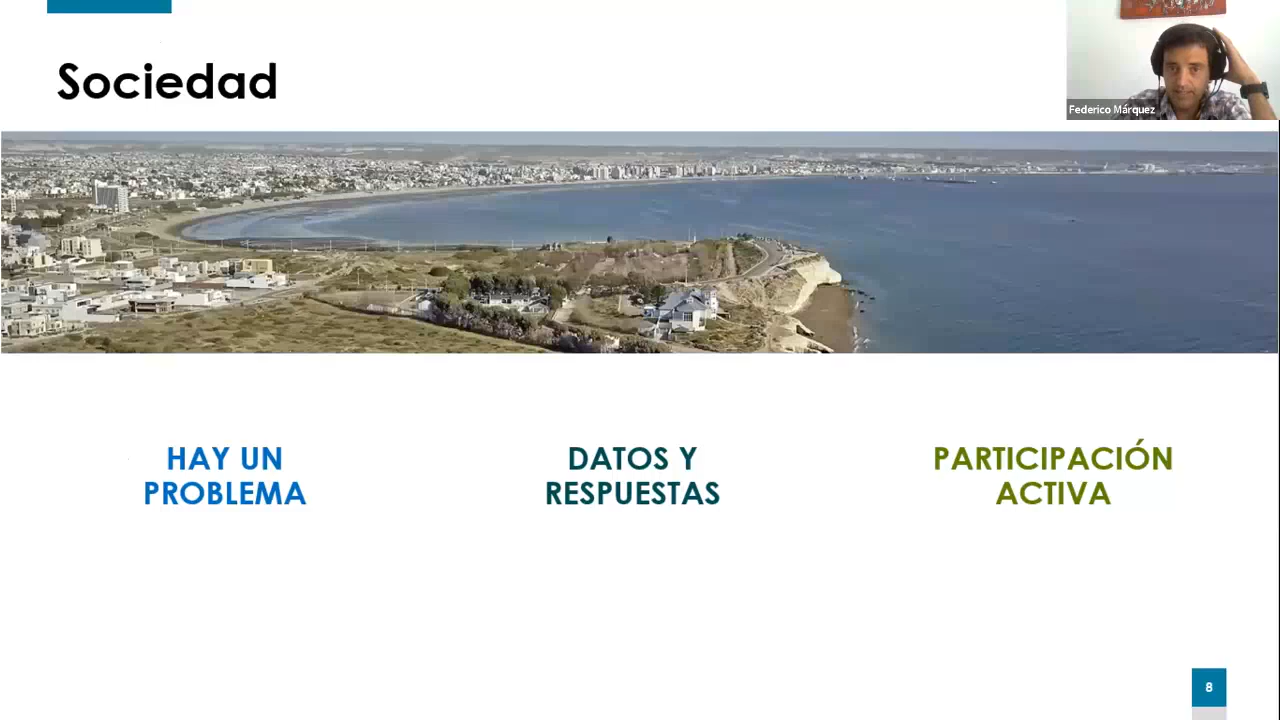 Sociedad
Federico Márquez
HAY UN
PROBLEMA
DATOS Y
RESPUESTAS
PARTICIPACIÓN
ACTIVA
8